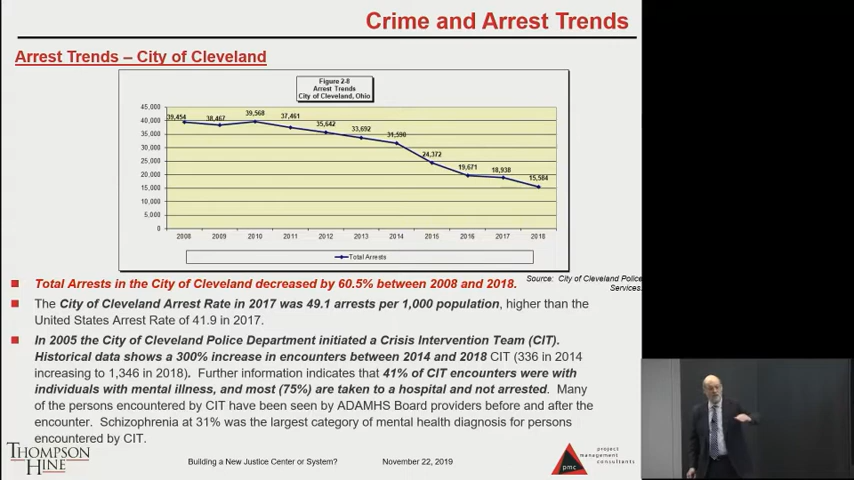 Crime and Arrest Trends
Arrest Trends – City of Cleveland
Figure 2-8
Arrest Trends
City of Cleveland, Ohio
45,000
40,000
35,000
30,000
25,000
20,000
15,000
10,000
5,000
0
39,454
38,467
39,568
37,461
35,642
33,692
31,590
24,372
19,671
18,938
15,584
2008 2009 2010 2011 2012 2013 2014 2015 2016 2017 2018
Total Arrests
Total Arrests in the City of Cleveland decreased by 60.5% between 2008 and 2018.
Source: City of Cleveland Police
Services.
The City of Cleveland Arrest Rate in 2017 was 49.1 arrests per 1,000 population, higher than the
United States Arrest Rate of 41.9 in 2017.
In 2005 the City of Cleveland Police Department initiated a Crisis Intervention Team (CIT).
Historical data shows a 300% increase in encounters between 2014 and 2018 CIT (336 in 2014
increasing to 1,346 in 2018). Further information indicates that 41% of CIT encounters were with
individuals with mental illness, and most (75%) are taken to a hospital and not arrested. Many
of the persons encountered by CIT have been seen by ADAMHS Board providers before and after the
encounter. Schizophrenia at 31% was the largest category of mental health diagnosis for persons
encountered by CIT.
THOMPSON
HINE
Building a New Justice Center or System?
November 22, 2019
pmc
project
management
consultants